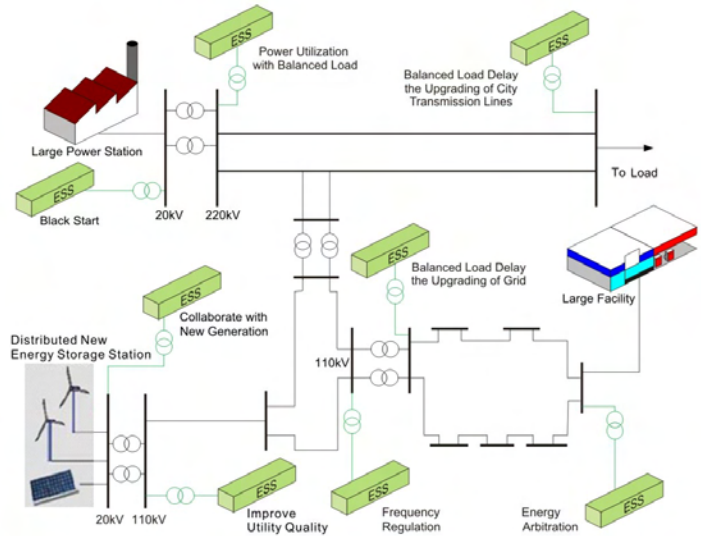 ESS
Power Utilization
with Balanced Load
ESS
Balanced Load Delay
the Upgrading of City
Transmission Lines
Large Power Station
To Load
ESS
Black Start
20kV
220kV
ESS
Balanced Load Delay
the Upgrading of Grid
Large Facility
ESS
Collaborate with
New Generation
Distributed New
Energy Storage Station
110kV
20kV
110kV
ESS
Improve
Utility Quality
ESS
Frequency
Regulation
Energy
Arbitration
ESS